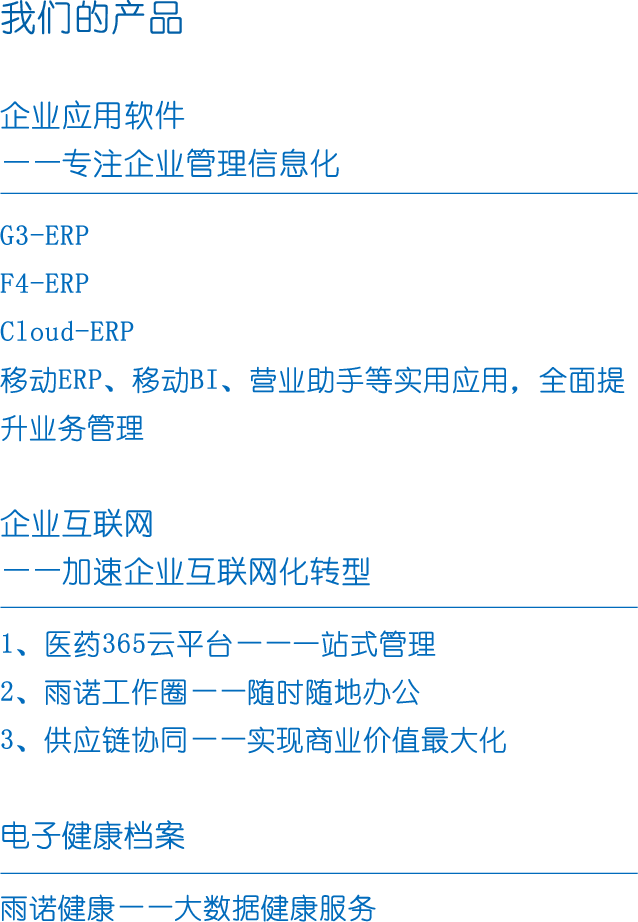 我们的产品
企业应用软件
——专注企业管理信息化
G3-ERP
F4-ERP
Cloud-ERP
移动ERP、移动BI、营业助手等实用应用，全面提
升业务管理
企业互联网
——加速企业互联网化转型
1、医药365云平台——一站式管理
2、雨诺工作圈——随时随地办公
3、供应链协同——实现商业价值最大化
电子健康档案
雨诺健康——大数据健康服务